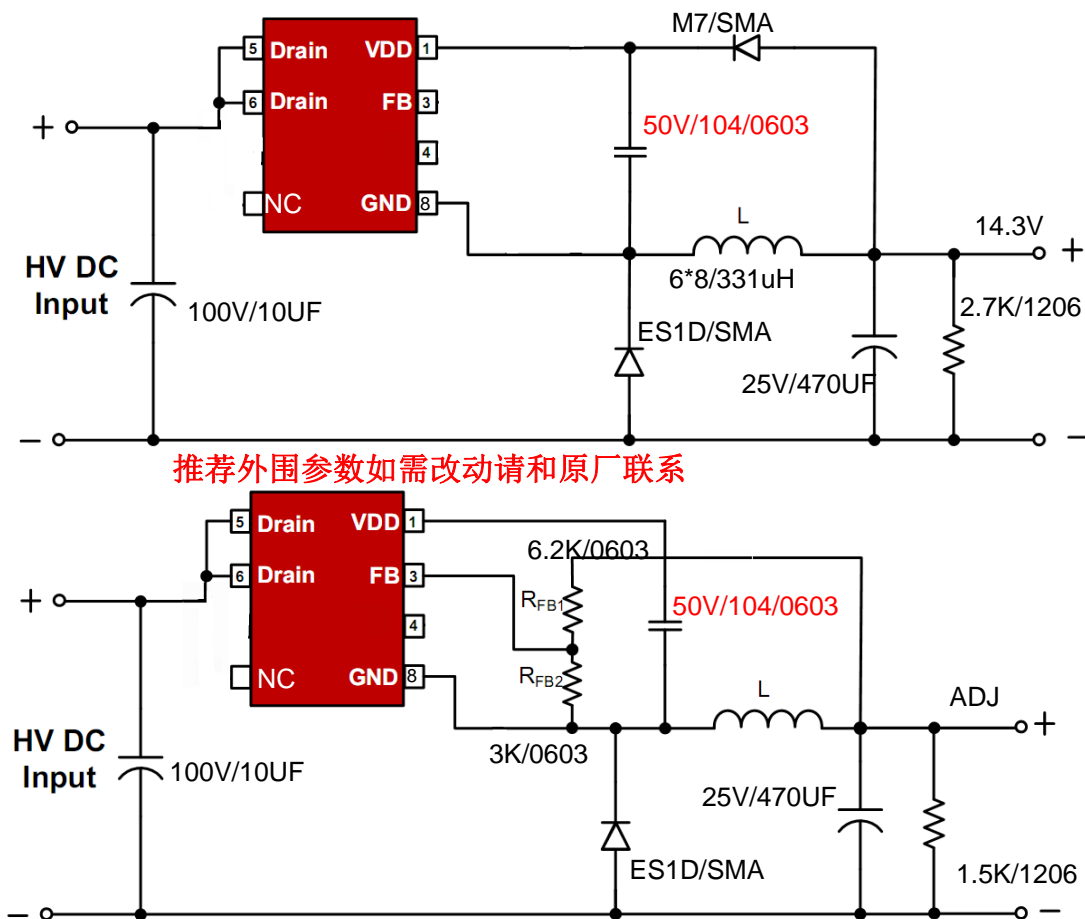 M7/SMA
5 Drain VDD 1
6 Drain FB 3
50V/104/0603
+
4
NC GND 8
L
14.3V
+
HV DC
Input
100V/10UF
6*8/331uH
2.7K/1206
ES1D/SMA
25V/470UF
−
−
推荐外围参数如需改动请和原厂联系
5 Drain VDD 1
6.2K/0603
6 Drain FB 3
+
RFB1
50V/104/0603
4
NC GND 8
RFB2
L
ADJ
+
3K/0603
HV DC
Input
100V/10UF
25V/470UF
ES1D/SMA
1.5K/1206
−
−